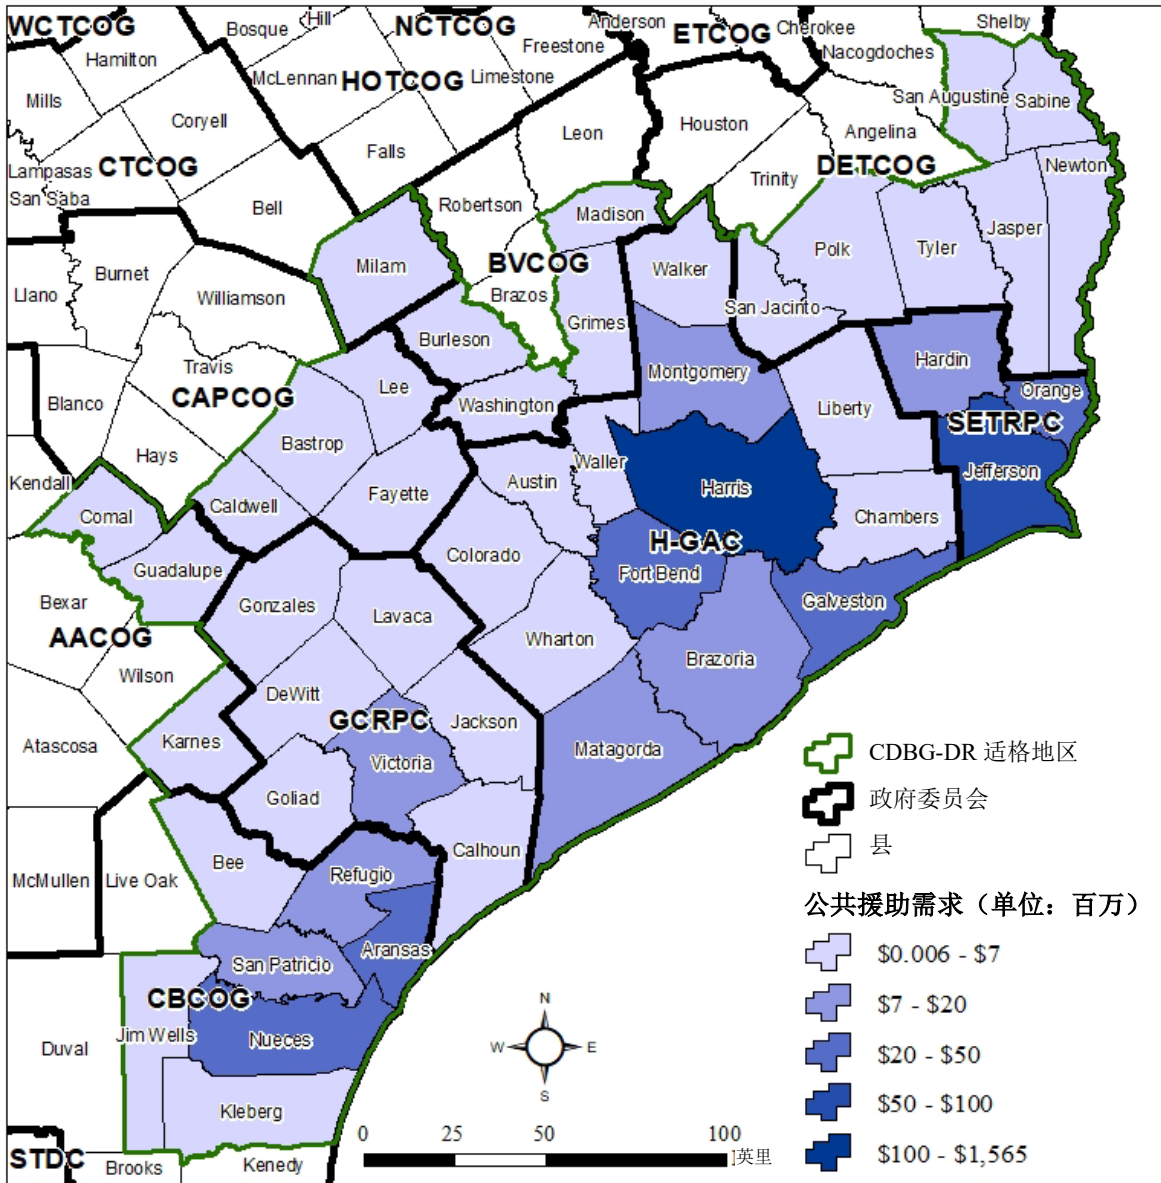 WCTCOG
Hill
Bosque
NCTCOG
Anderson
ETCOG
Cherokee
Shelby
Hamilton
Freestone
Nacogdoches
McLennan
HOTCOG
Limestone
Mills
San Augustine
Sabine
Coryell
Leon
Houston
Angelina
Falls
Lampasas
CTCOG
DETCOG
Newton
San Saba
Trinity
Bell
Robertson
Madison
Jasper
Burnet
BVCOG
Polk
Tyler
Milam
Walker
Llano
Williamson
Brazos
San Jacinto
Grimes
Burleson
Travis
Hardin
Montgomery
Lee
Orange
Blanco
CAPCOG
Washington
Liberty
SETRPC
Bastrop
Hays
Waller
Jefferson
Kendall
Austin
Harris
Fayette
Caldwell
Comal
Chambers
H-GAC
Colorado
Guadalupe
Fort Bend
Bexar
Gonzales
Galveston
Lavaca
AACOG
Wharton
Brazoria
Wilson
DeWitt
GCRPC
Jackson
Karnes
Atascosa
Matagorda
Victoria
Goliad
Calhoun
Bee
Refugio
McMullen
Live Oak
Aransas
San Patricio
CBCOG
Jim Wells
Nueces
Duval
Kleberg
STDC
Brooks
Kenedy
CDBG-DR 适格地区
政府委员会
县
公共援助需求（单位：百万）
$0.006 - $7
$7 - $20
$20 - $50
$50 - $100
$100 - $1,565
N
W
E
S
0 25 50 100
英里